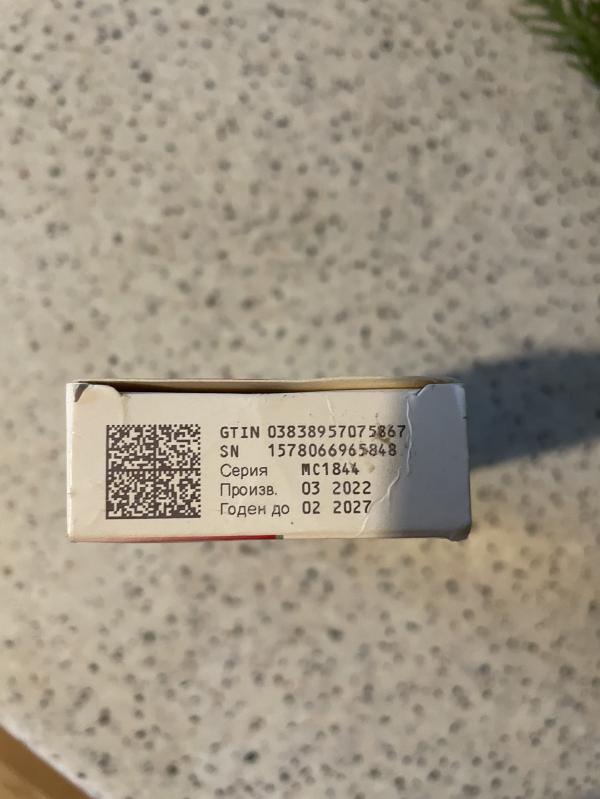 GTIN 03838957075867
SN 1578066965848
Серия MC1844
Произв. 03 2022
Годен до 02 2027